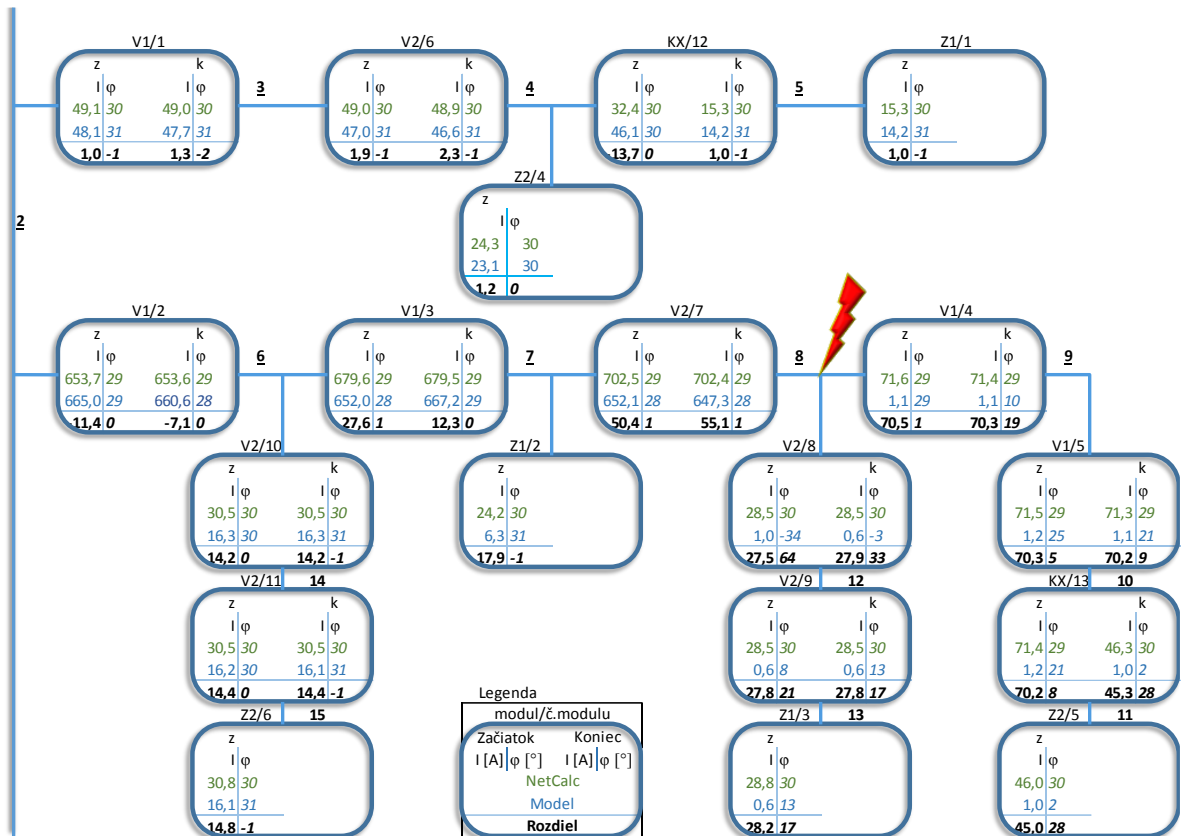 V1/1 V2/6 KX/12 Z1/1
z k z k z k z
I φ I φ 3 I φ I φ 4 I φ I φ 5 I φ
49,1 30 49,0 30 49,0 30 48,9 30 32,4 30 15,3 30 15,3 30
48,1 31 47,7 31 47,0 31 46,6 31 46,1 30 14,2 31 14,2 31
1,0 -1 1,3 -2 1,9 -1 2,3 -1 -13,7 0 1,0 -1 1,0 -1
Z2/4
z
2
I φ
24,3 30
23,1 30
1,2 0
V1/2 V1/3 V2/7 V1/4
z k z k z k z k
I φ I φ 6 I φ I φ 7 I φ I φ 8 I φ I φ 9
653,7 29 653,6 29 679,6 29 679,5 29 702,5 29 702,4 29 71,6 29 71,4 29
665,0 29 660,6 28 652,0 28 667,2 29 652,1 28 647,3 28 1,1 29 1,1 10
-11,4 0 -7,1 0 27,6 1 12,3 0 50,4 1 55,1 1 70,5 1 70,3 19
V2/10 Z1/2 V2/8 V1/5
z k z z k z k
I φ I φ I φ I φ I φ I φ I φ
30,5 30 30,5 30 24,2 30 28,5 30 28,5 30 71,5 29 71,3 29
16,3 30 16,3 31 6,3 31 1,0 -34 0,6 -3 1,2 25 1,1 21
14,2 0 14,2 -1 17,9 -1 27,5 64 27,9 33 70,3 5 70,2 9
V2/11 14 V2/9 12 KX/13 10
z k z k z k
I φ I φ I φ I φ I φ I φ
30,5 30 30,5 30 28,5 30 28,5 30 71,4 29 46,3 30
16,2 30 16,1 31 0,6 8 0,6 13 1,2 21 1,0 2
14,4 0 14,4 -1 27,8 21 27,8 17 70,2 8 45,3 28
Z2/6 15 Z1/3 13 Z2/5 11
z z z
I φ I φ I φ
30,8 30 28,8 30 46,0 30
16,1 31 0,6 13 1,0 2
14,8 -1 28,2 17 45,0 28
Legenda
modul/č.modulu
Začiatok Koniec
I [A] φ [°] I [A] φ [°]
NetCalc
Model
Rozdiel